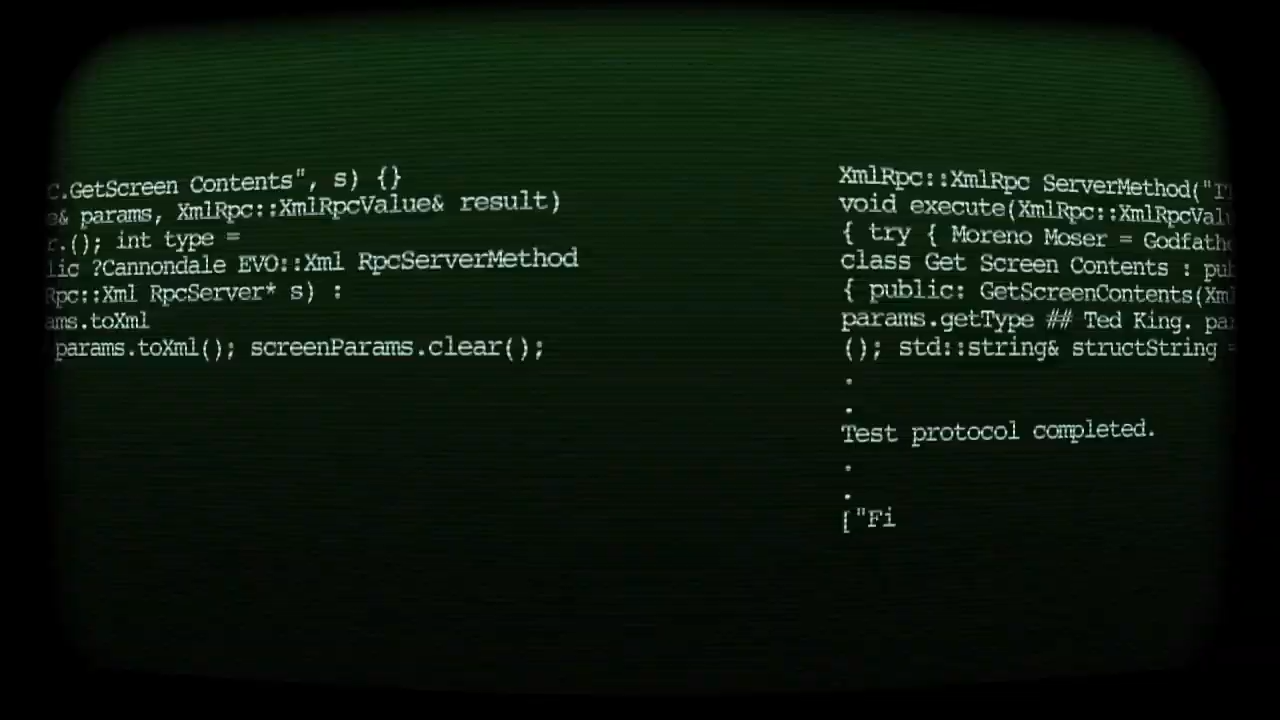 C.GetScreen Contents", s) {}
e& params, XmlRpc::XmlRpcValue& result)
r.(); int type =
lic ?Cannondale EVO::Xml RpcServerMethod
Rpc::Xml RpcServer* s) :
ams.toXml
params.toXml(); screenParams.clear();
XmlRpc::XmlRpc ServerMethod("
void execute(XmlRpc::XmlRpcValu
{ try { Moreno Moser = Godfath
class Get Screen Contents : pub
{ public: GetScreenContents(Xm
params.getType ## Ted King. par
(); std::string& structString =
.
.
Test protocol completed.
.
.
["Fi